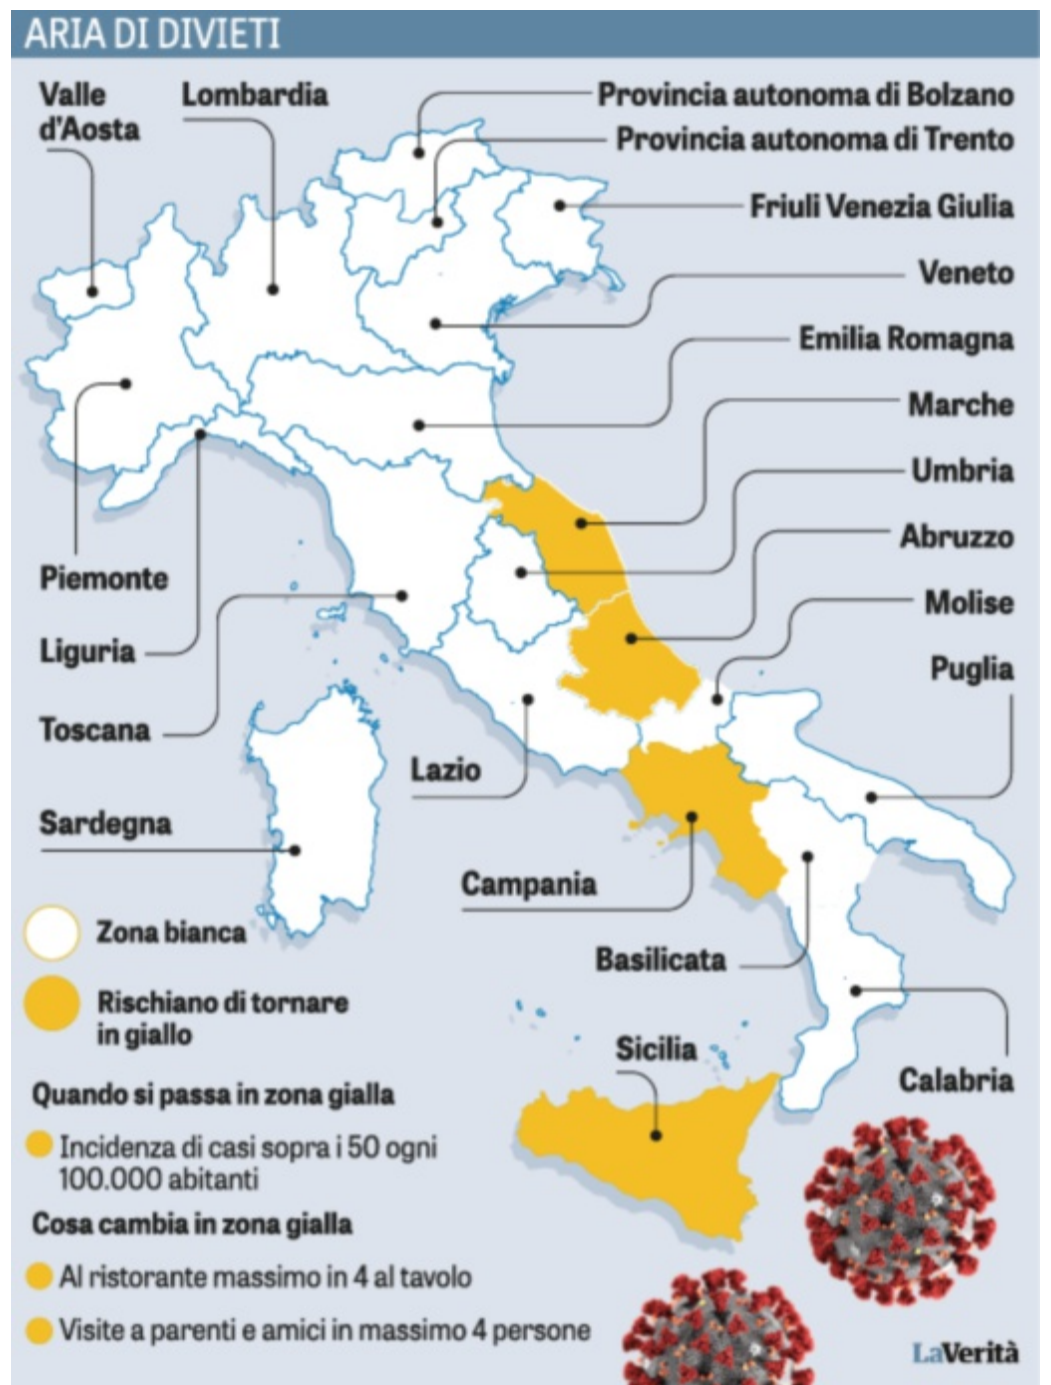 ARIA DI DIVIETI
Valle
d'Aosta
Lombardia
Provincia autonoma di Bolzano
Provincia autonoma di Trento
Friuli Venezia Giulia
Veneto
Emilia Romagna
Marche
Umbria
Abruzzo
Molise
Puglia
Piemonte
Liguria
Toscana
Lazio
Sardegna
Campania
Basilicata
Sicilia
Calabria
Zona bianca
Rischiano di tornare
in giallo
Quando si passa in zona gialla
Incidenza di casi sopra i 50 ogni
100.000 abitanti
Cosa cambia in zona gialla
Al ristorante massimo in 4 al tavolo
Visite a parenti e amici in massimo 4 persone
LaVerità